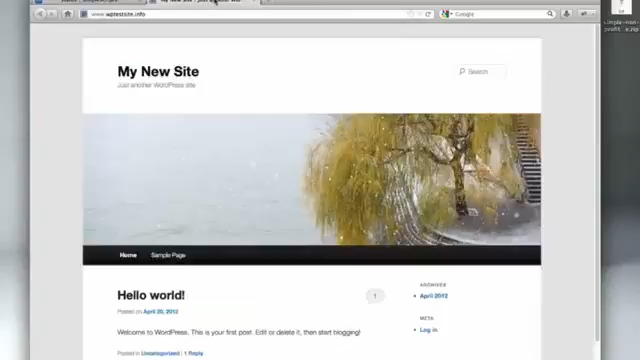 www.wptestsite.info
Google
My New Site
Just another WordPress site
Search
Home
Sample Page
Hello world!
1
Posted on April 20, 2012
Welcome to WordPress. This is your first post. Edit or delete it, then start blogging!
Posted in Uncategorized | 1 Reply
ARCHIVES
April 2012
META
Log in